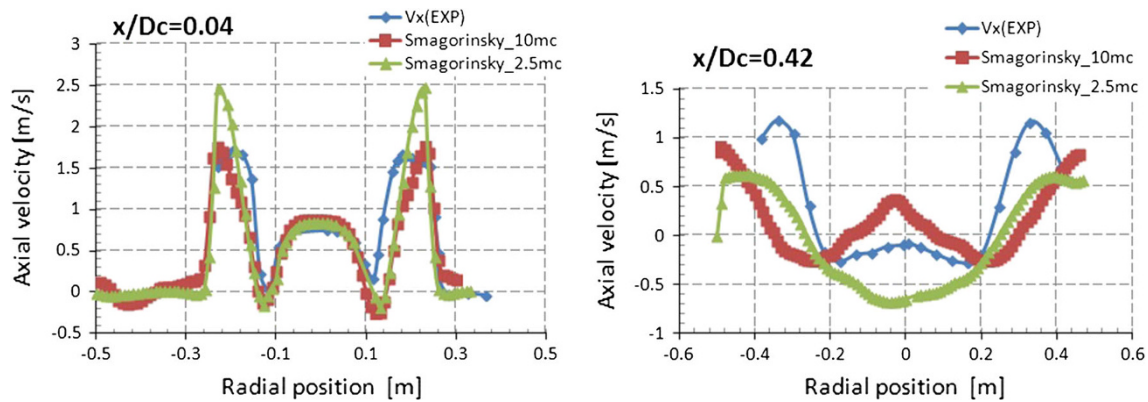 x/Dc=0.04
Vx(EXP)
Smagorinsky_10mc
Smagorinsky_2.5mc
3
2.5
2
1.5
1
0.5
0
-0.5
Axial velocity [m/s]
-0.5 -0.3 -0.1 0.1 0.3 0.5
Radial position [m]
x/Dc=0.42
Vx(EXP)
Smagorinsky_10mc
Smagorinsky_2.5mc
1.5
1
0.5
0
-0.5
-1
Axial velocity [m/s]
-0.6 -0.4 -0.2 0 0.2 0.4 0.6
Radial position [m]